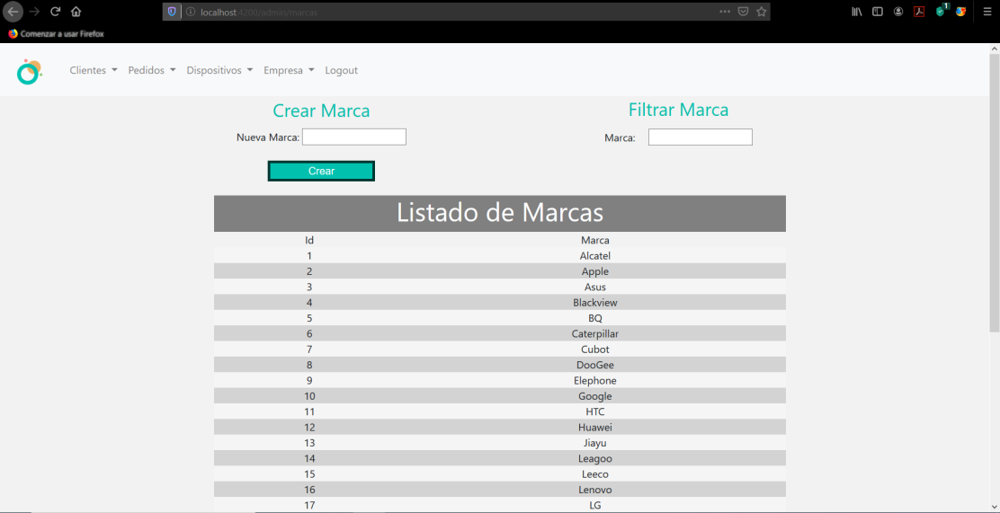 localhost:4200/admin/marcas
1
Comenzar a usar Firefox
Clientes Pedidos Dispositivos Empresa Logout
Crear Marca
Filtrar Marca
Nueva Marca:
Marca:
Crear
Listado de Marcas
Id Marca
1 Alcatel
2 Apple
3 Asus
4 Blackview
5 BQ
6 Caterpillar
7 Cubot
8 DooGee
9 Elephone
10 Google
11 HTC
12 Huawei
13 Jiayu
14 Leagoo
15 Leeco
16 Lenovo
17 LG